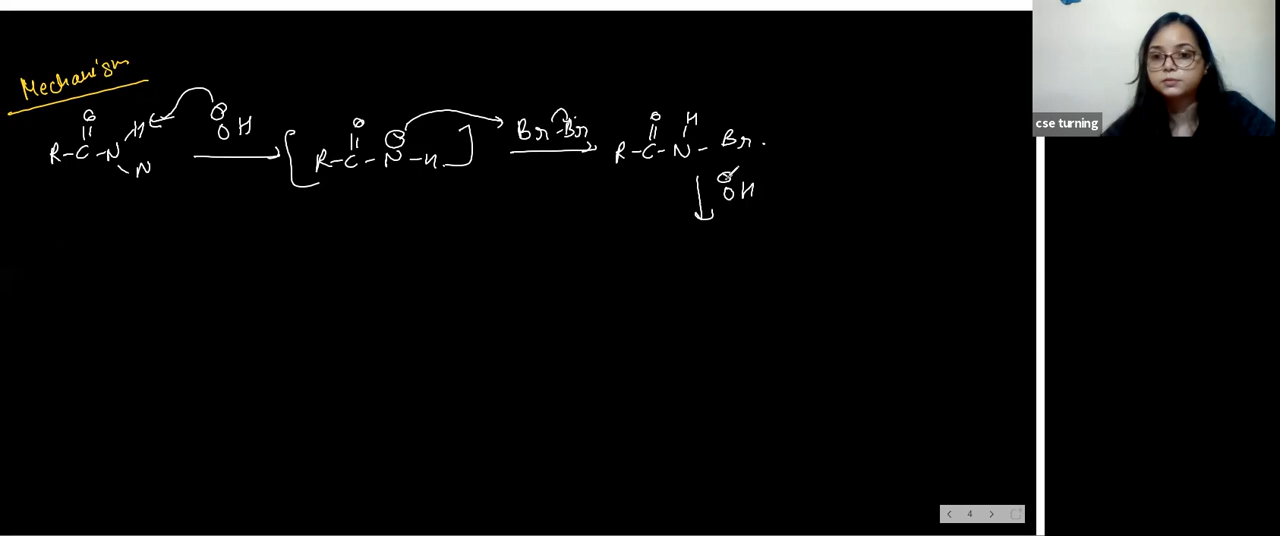 Mechanism
O H O OH O O H
R-C-N R-C-N-H Br-Br R-C-N-Br.
N
OH
cse turning
4